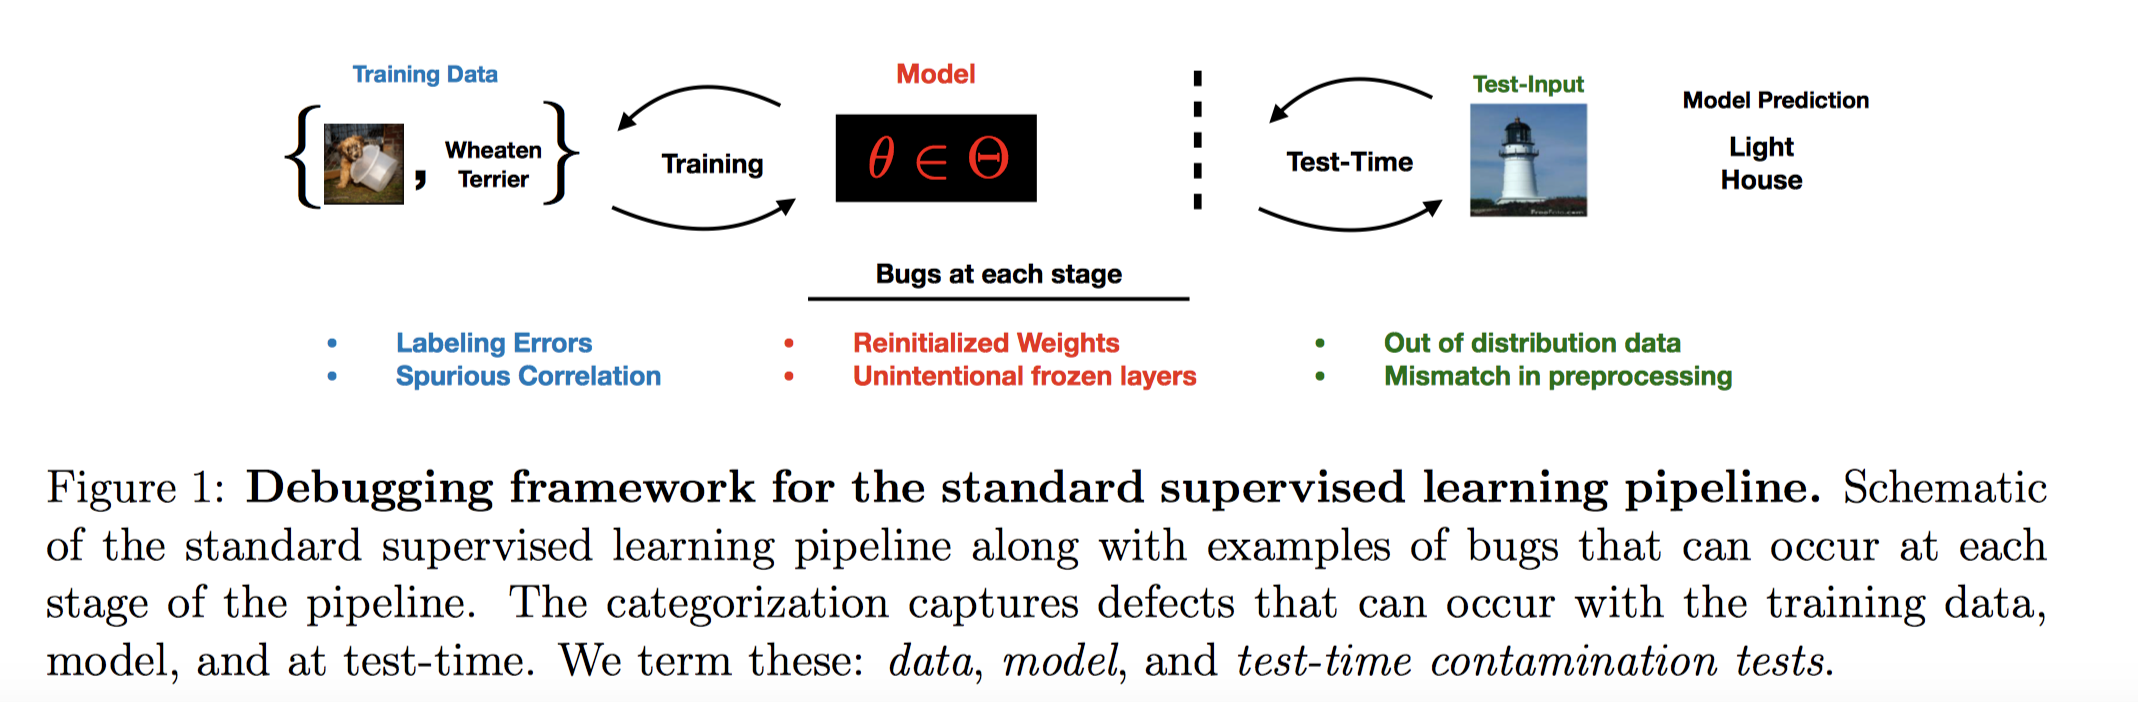 Training Data
Model
Test-Input
Model Prediction
{ , Wheaten
Terrier }
Training
θ ∈ Θ
Test-Time
Light
House
Bugs at each stage
• Labeling Errors
• Spurious Correlation
• Reinitialized Weights
• Unintentional frozen layers
• Out of distribution data
• Mismatch in preprocessing
Figure 1: Debugging framework for the standard supervised learning pipeline. Schematic
of the standard supervised learning pipeline along with examples of bugs that can occur at each
stage of the pipeline. The categorization captures defects that can occur with the training data,
model, and at test-time. We term these: data, model, and test-time contamination tests.